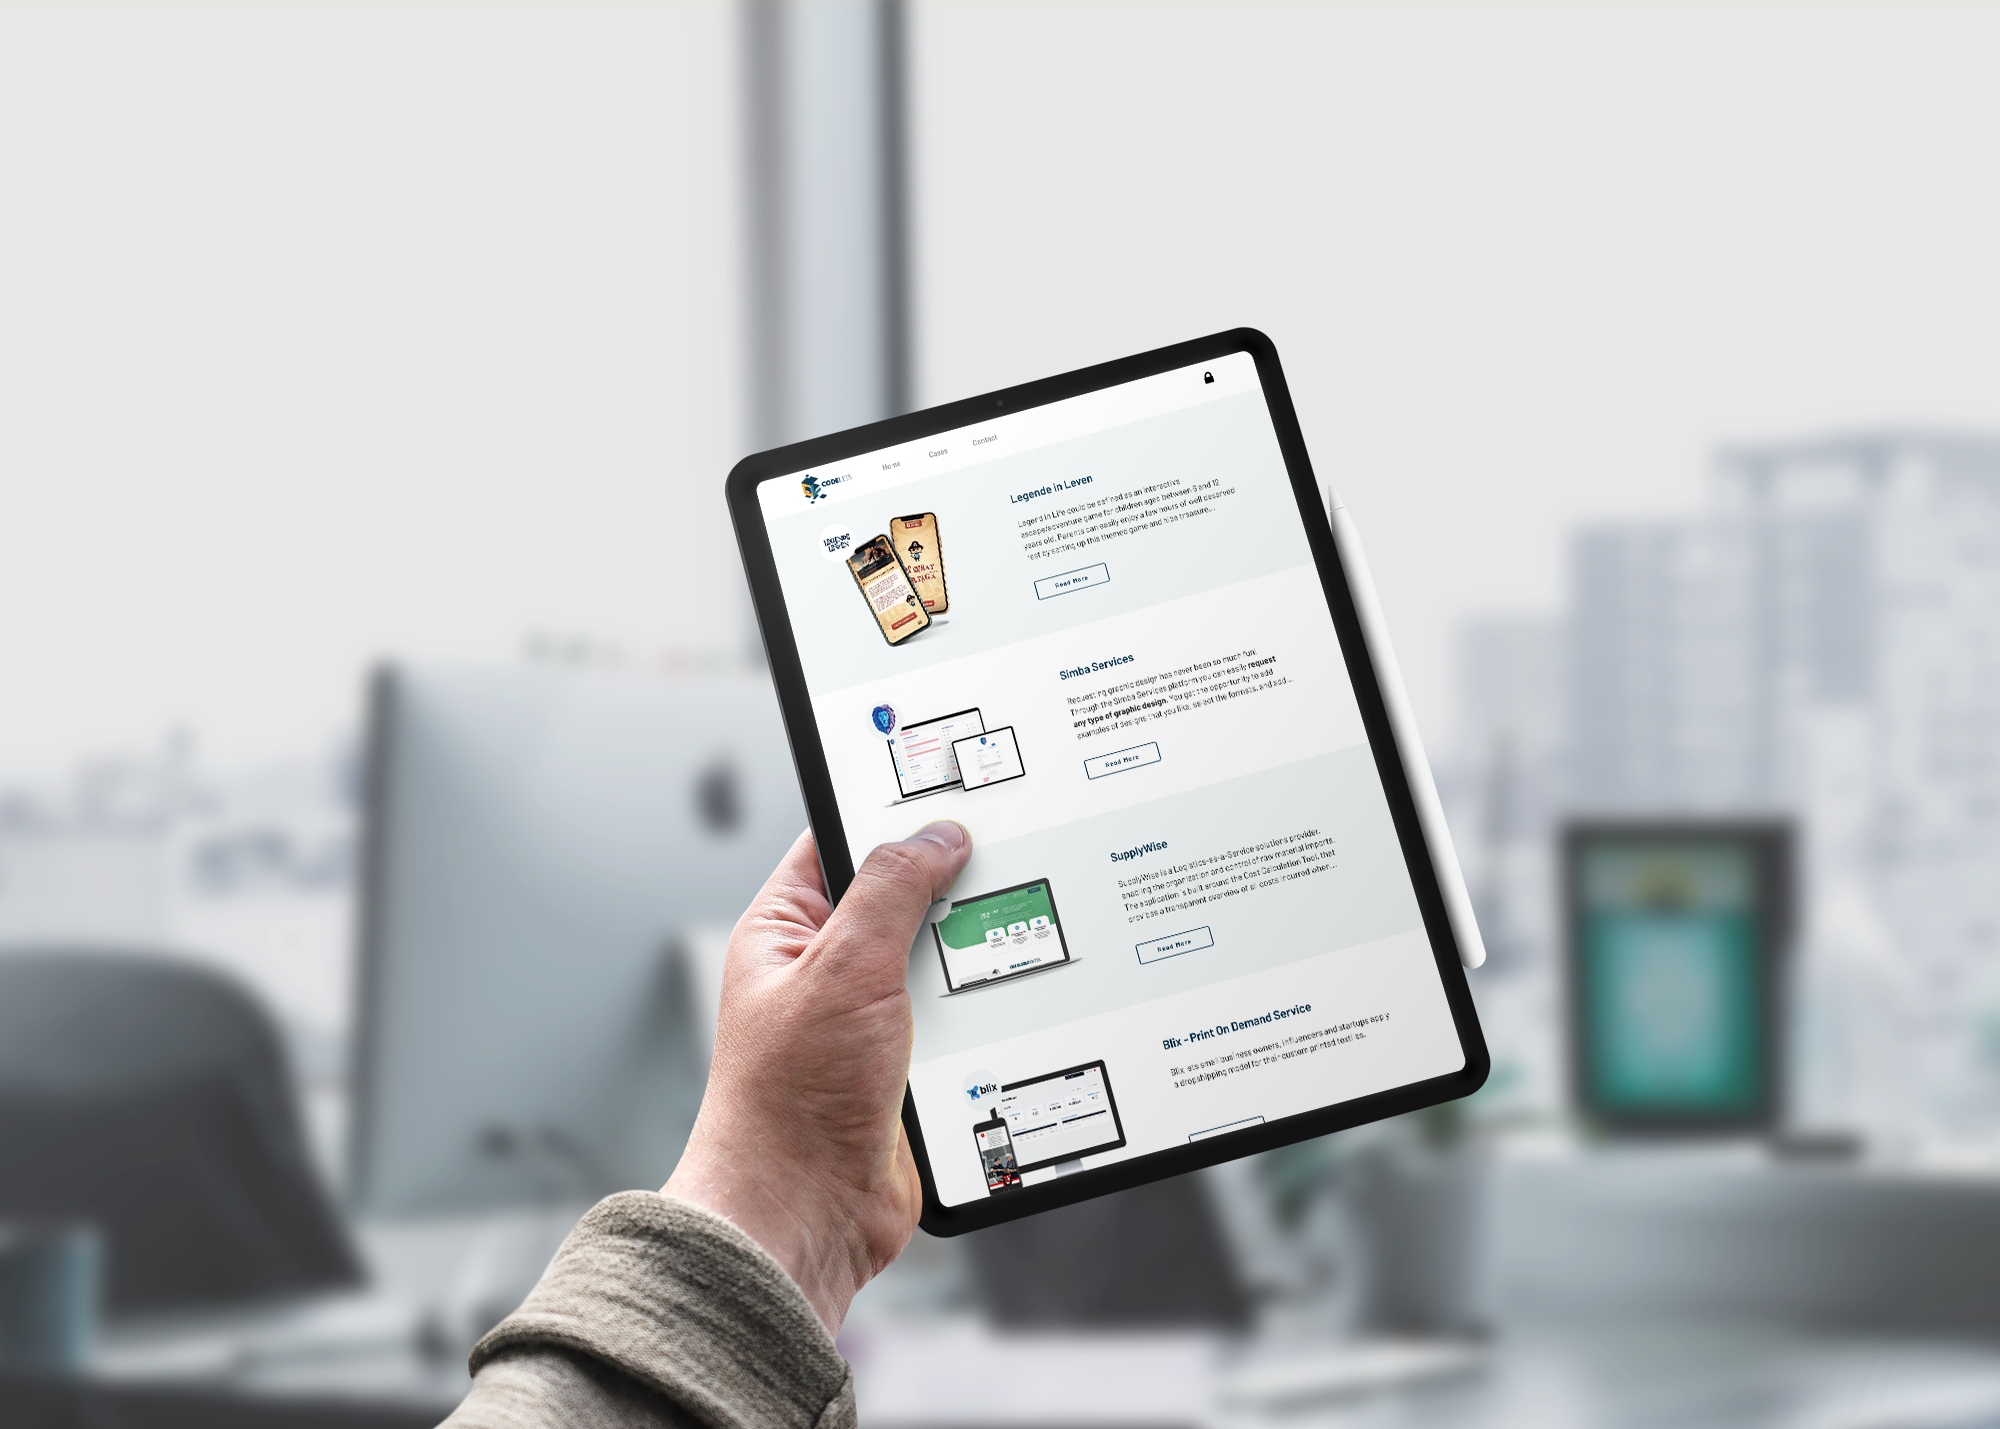 CODELEIS
Home
Cases
Contact
LEGENDE
LEVEN
Legende in Leven
Legend in Life could be defined as an interactive
escape/adventure game for children ages between 6 and 12
years old. Parents can easily enjoy a few hours of well deserved
rest by setting up this themed game and hide treasure...
Read More
Simba Services
Requesting graphic design has never been so much fun!
Through the Simba Services platform you can easily request
any type of graphic design. You get the opportunity to add
examples of designs that you like, select the formats, and add ...
Read More
SupplyWise
SupplyWise is a Logistics-as-a-Service solutions provider,
enabling the organization and control of raw material imports.
The application is built around the Cost Calculation Tool, that
provides a transparent overview of all costs incurred when...
Read More
blix
Blix - Print On Demand Service
Blix lets small business owners, influencers and startups apply
a dropshipping model for their custom printed textiles.